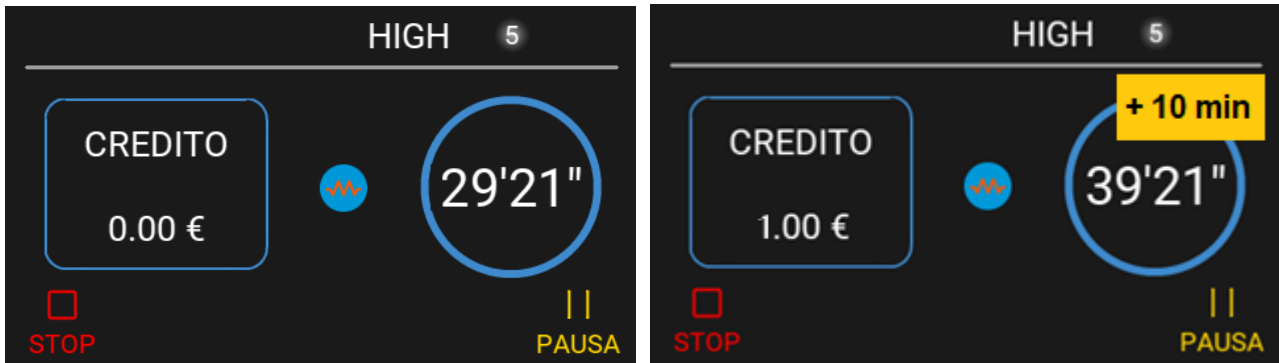 HIGH 5
CREDITO
0.00 €
29'21"
STOP
PAUSA
HIGH 5
+ 10 min
CREDITO
1.00 €
39'21"
STOP
PAUSA